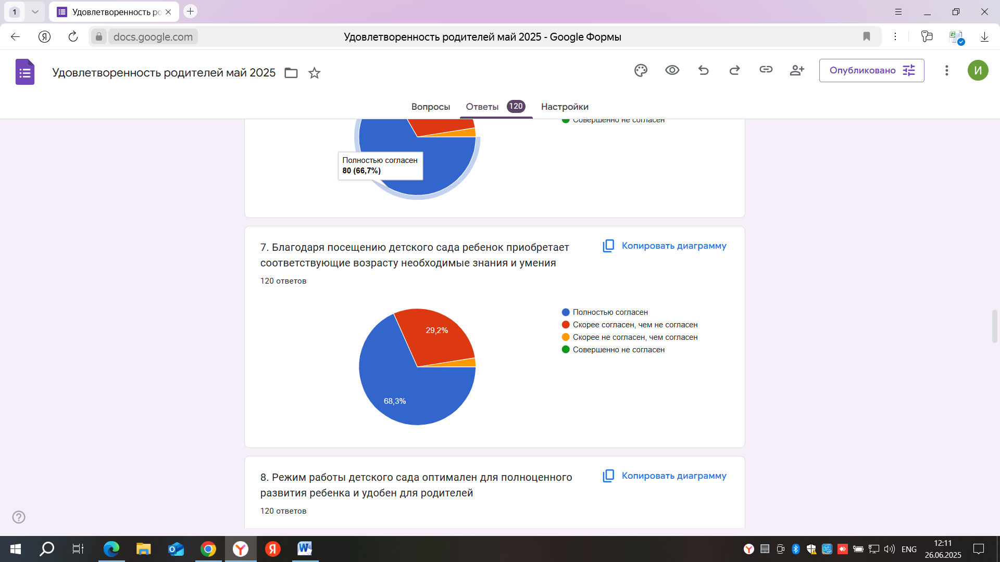 1
Удовлетворенность ро
docs.google.com
Удовлетворенность родителей май 2025 - Google Формы
Удовлетворенность родителей май 2025
Опубликовано
И
Вопросы
Ответы 120
Настройки
Совершенно не согласен
Полностью согласен
80 (66,7%)
7. Благодаря посещению детского сада ребенок приобретает
соответствующие возрасту необходимые знания и умения
Копировать диаграмму
120 ответов
Полностью согласен
Скорее согласен, чем не согласен
Скорее не согласен, чем согласен
Совершенно не согласен
29,2%
68,3%
8. Режим работы детского сада оптимален для полноценного
развития ребенка и удобен для родителей
Копировать диаграмму
120 ответов
ENG
12:11
26.06.2025